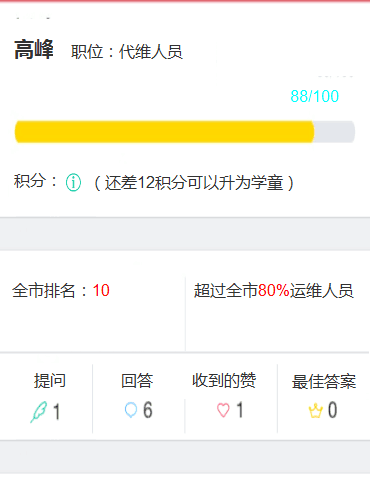 高峰 职位：代维人员
88/100
积分： （还差12积分可以升为学童）
全市排名：10 超过全市80%运维人员
提问 回答 收到的赞 最佳答案
1 6 1 0